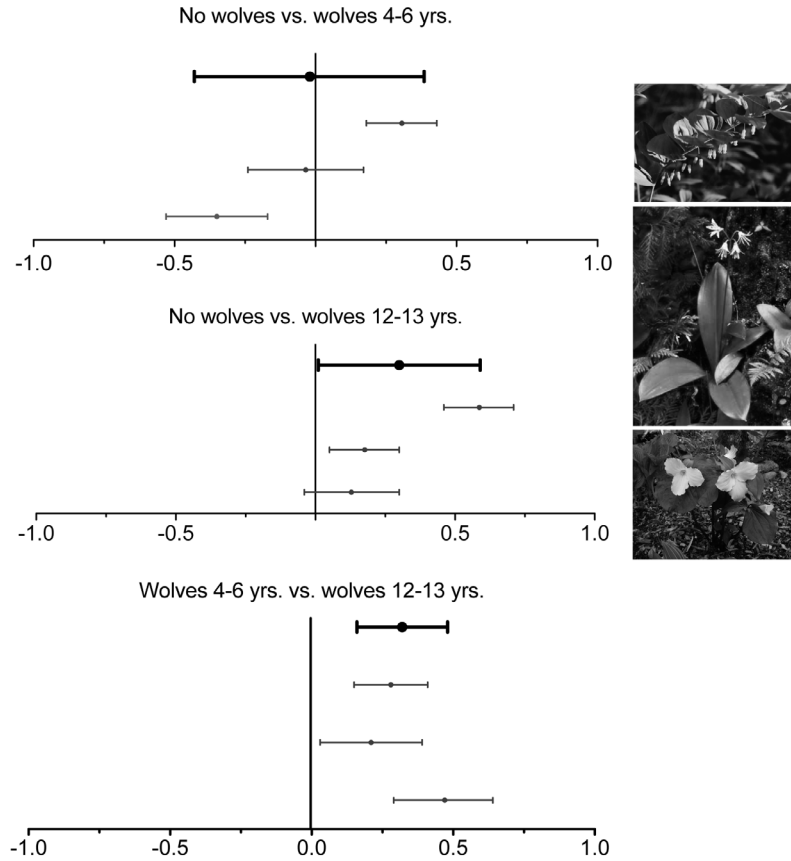 No wolves vs. wolves 4-6 yrs.
-1.0 -0.5 0.5 1.0
No wolves vs. wolves 12-13 yrs.
-1.0 -0.5 0.5 1.0
Wolves 4-6 yrs. vs. wolves 12-13 yrs.
-1.0 -0.5 0.0 0.5 1.0